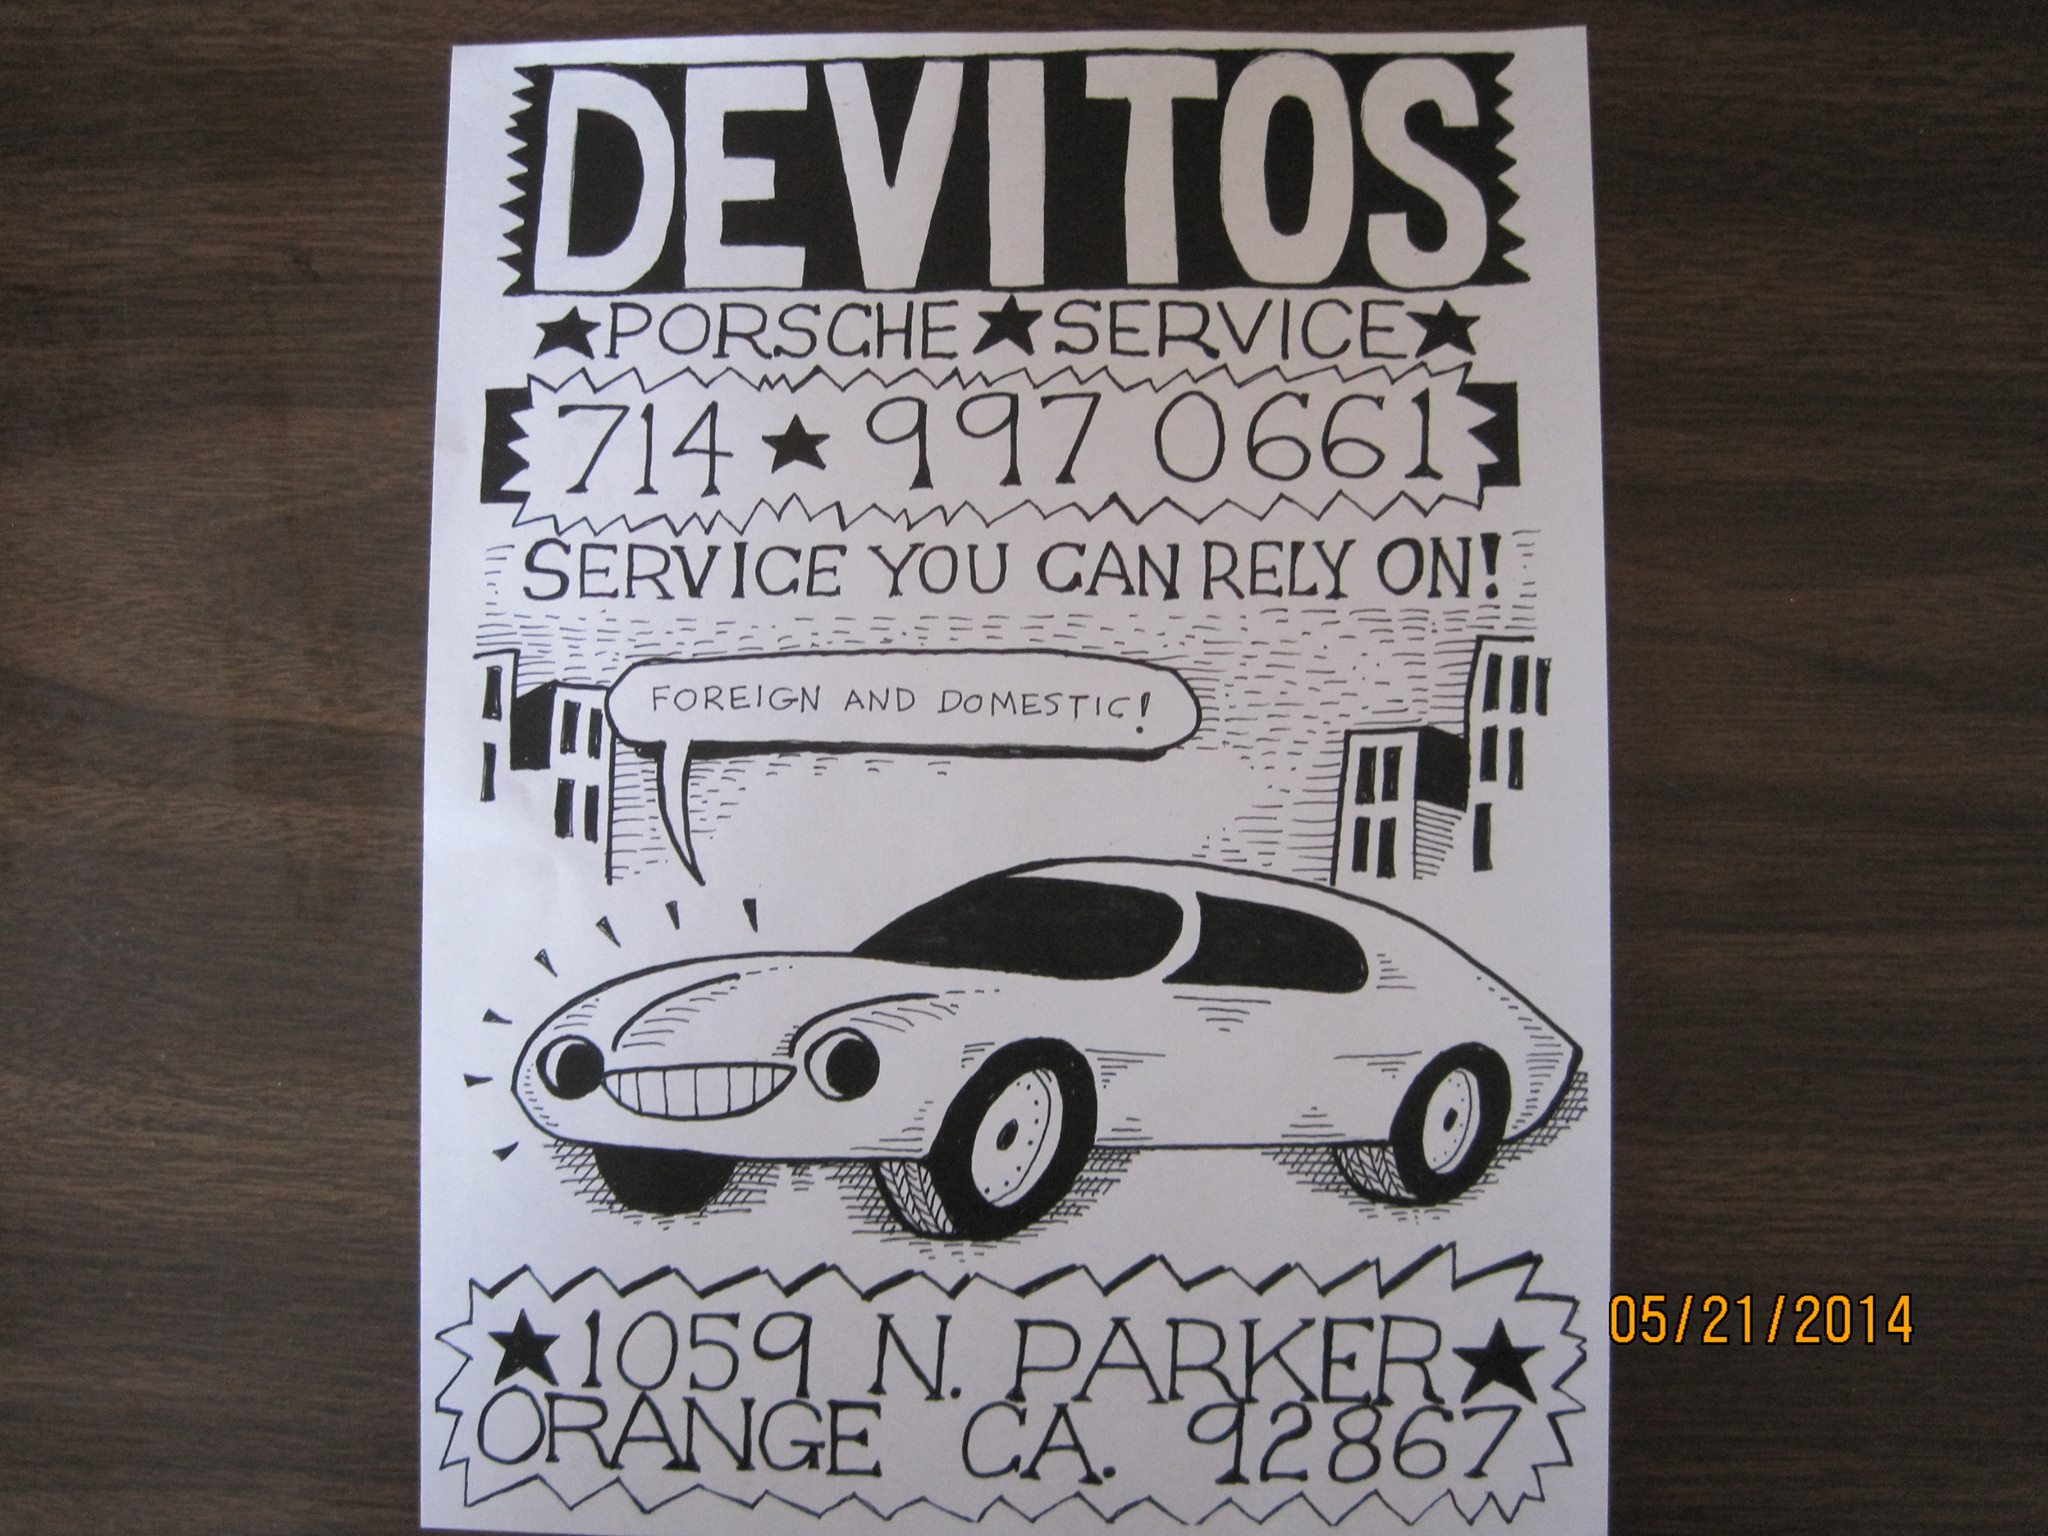 DEVITOS
PORSCHE★SERVICE
714★997 0661
SERVICE YOU CAN RELY ON!
FOREIGN AND DOMESTIC!
1059 N. PARKER
ORANGE CA. 92867
05/21/2014